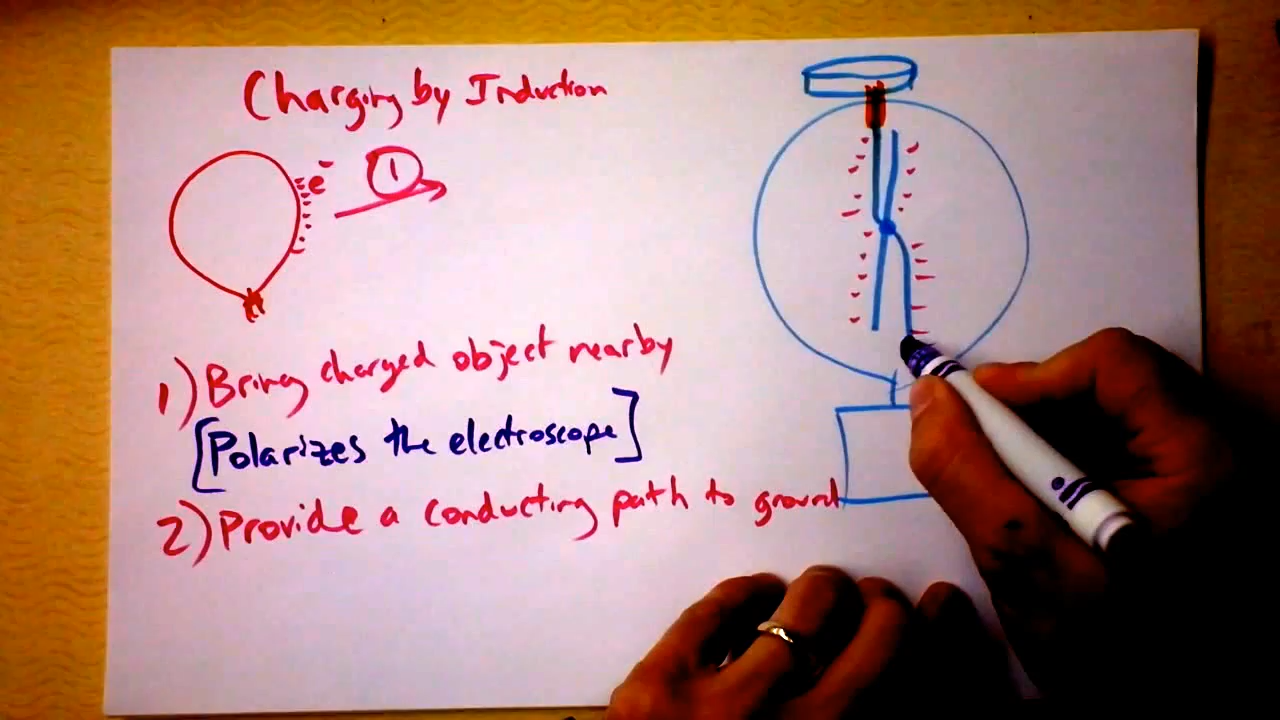 Charging by Induction
e⁻
1
1) Bring charged object nearby
[Polarizes the electroscope]
2) Provide a conducting path to ground